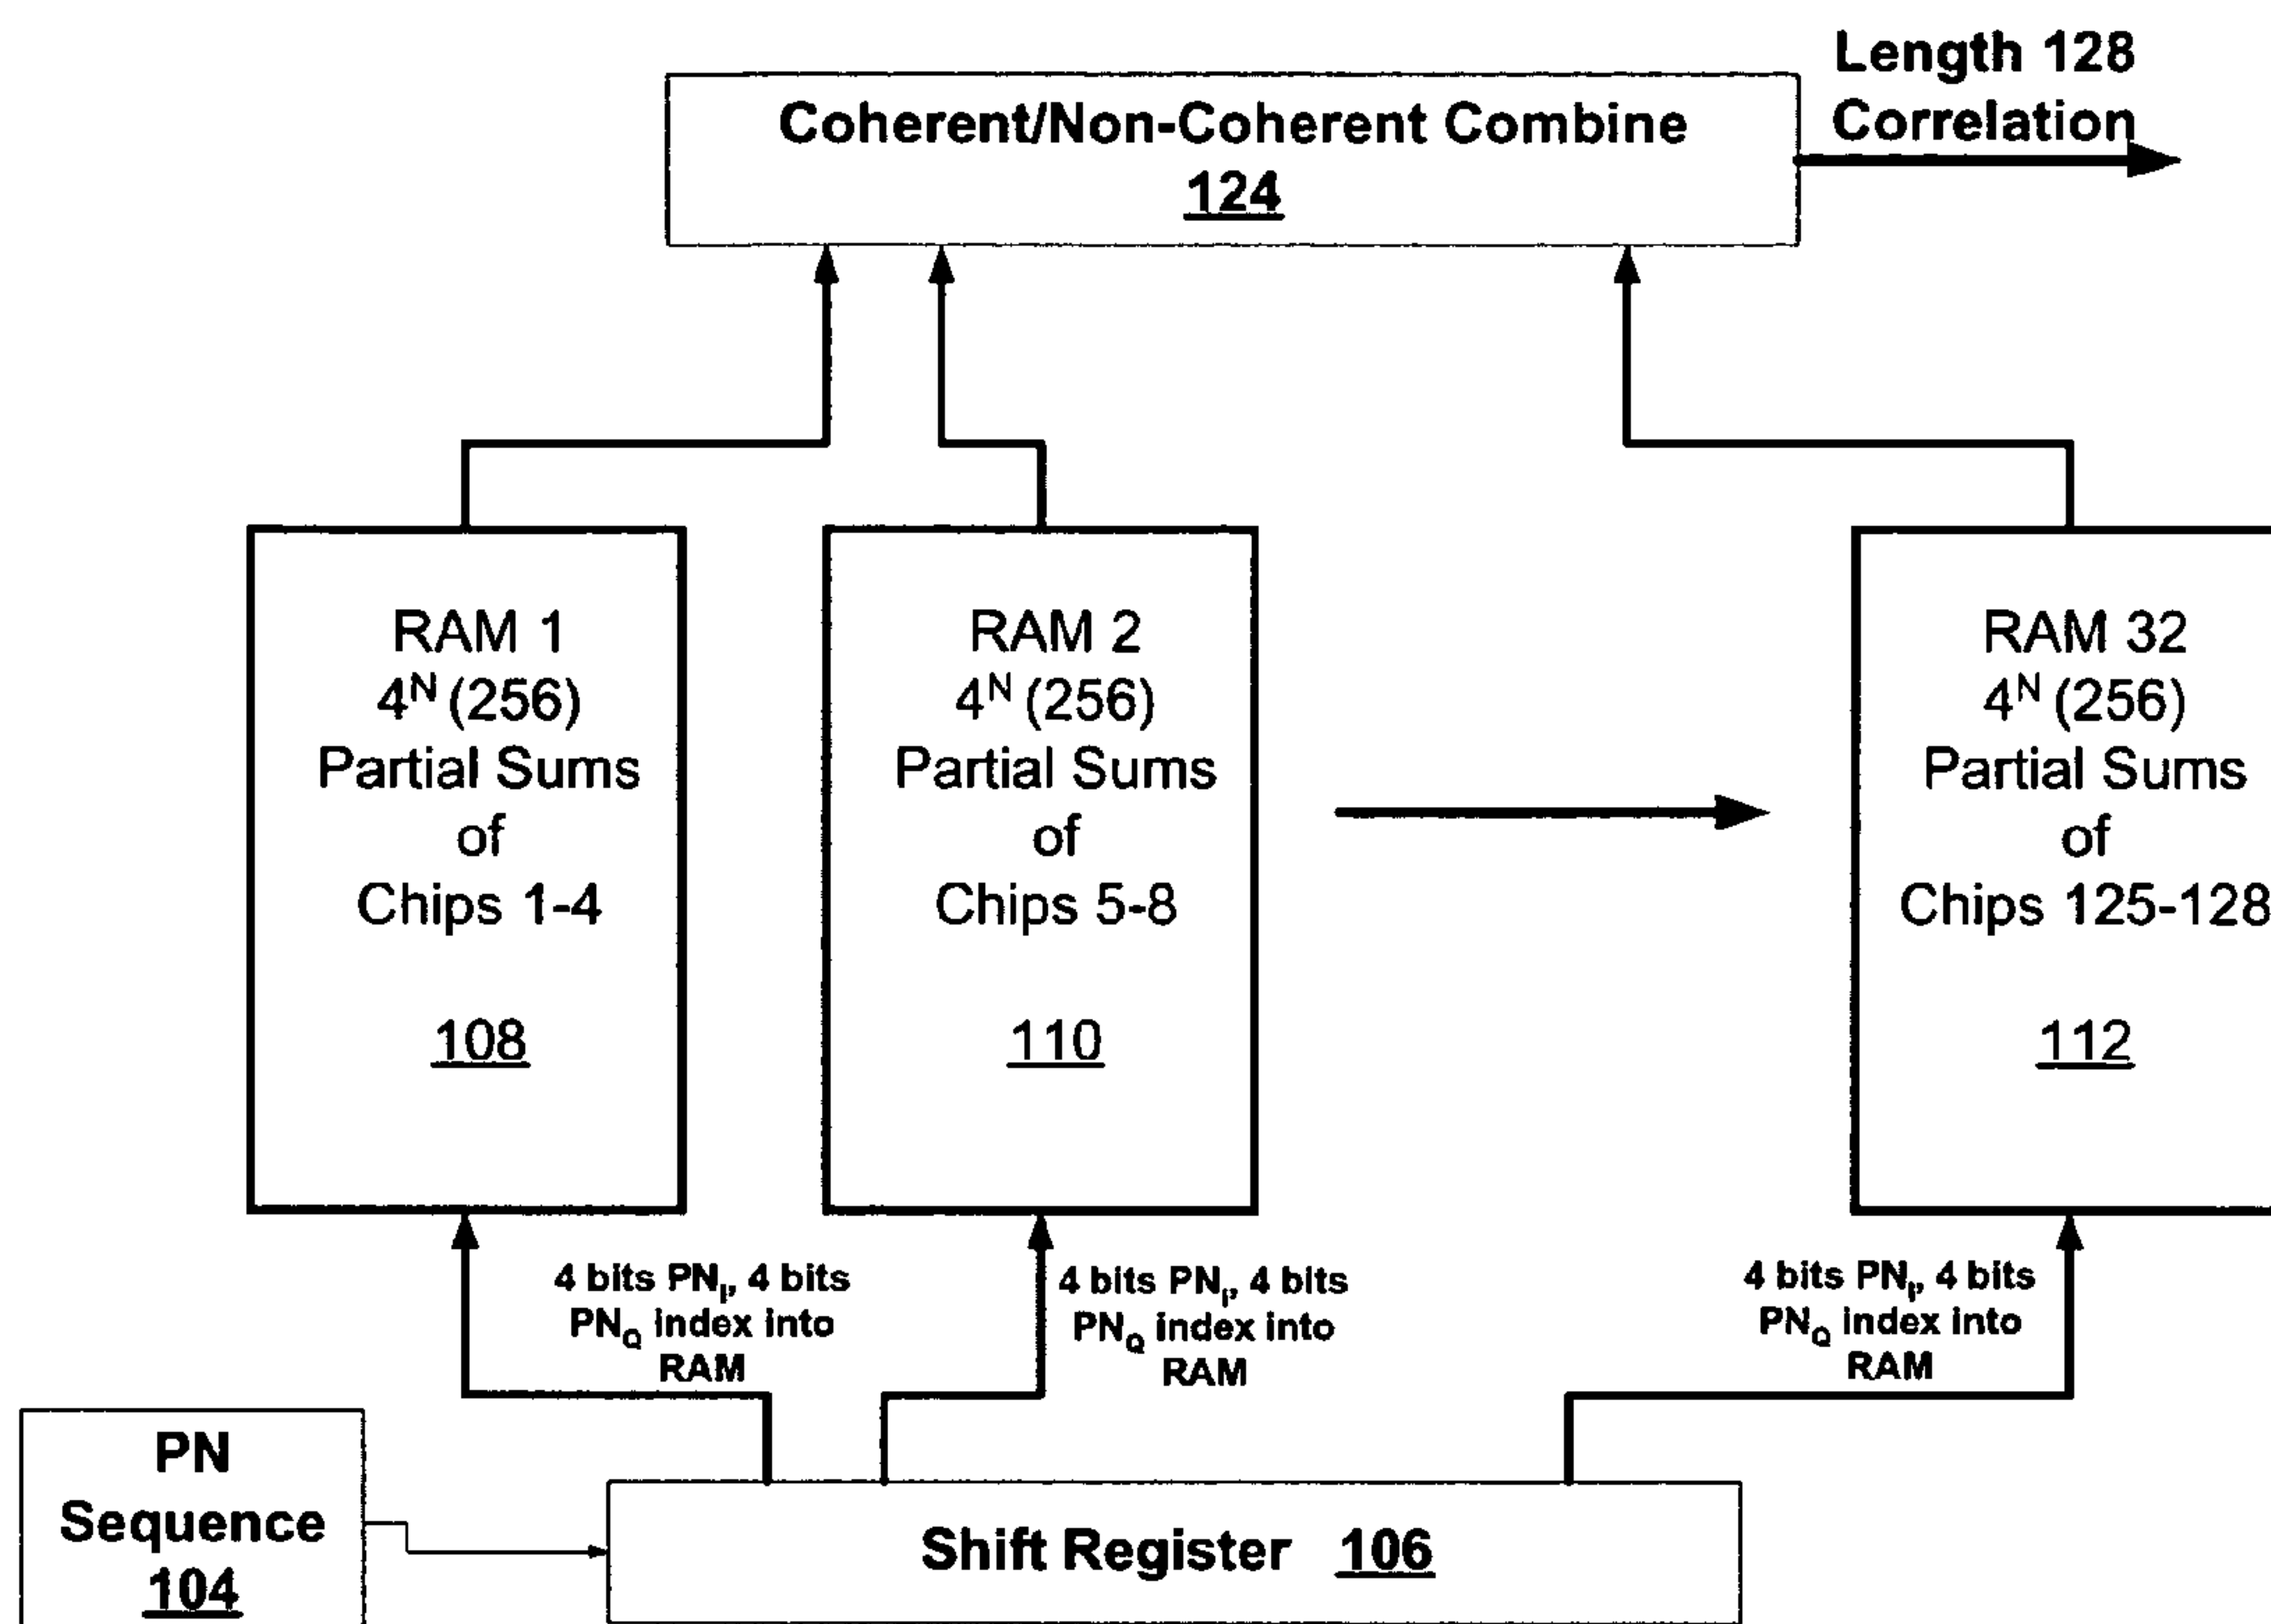 Length 128
Correlation
Coherent/Non-Coherent Combine
124
RAM 1
4^N (256)
Partial Sums
of
Chips 1-4
108
RAM 2
4^N (256)
Partial Sums
of
Chips 5-8
110
RAM 32
4^N (256)
Partial Sums
of
Chips 125-128
112
4 bits PN_I, 4 bits
PN_Q index into
RAM
4 bits PN_I, 4 bits
PN_Q index into
RAM
4 bits PN_I, 4 bits
PN_Q index into
RAM
PN
Sequence
104
Shift Register 106